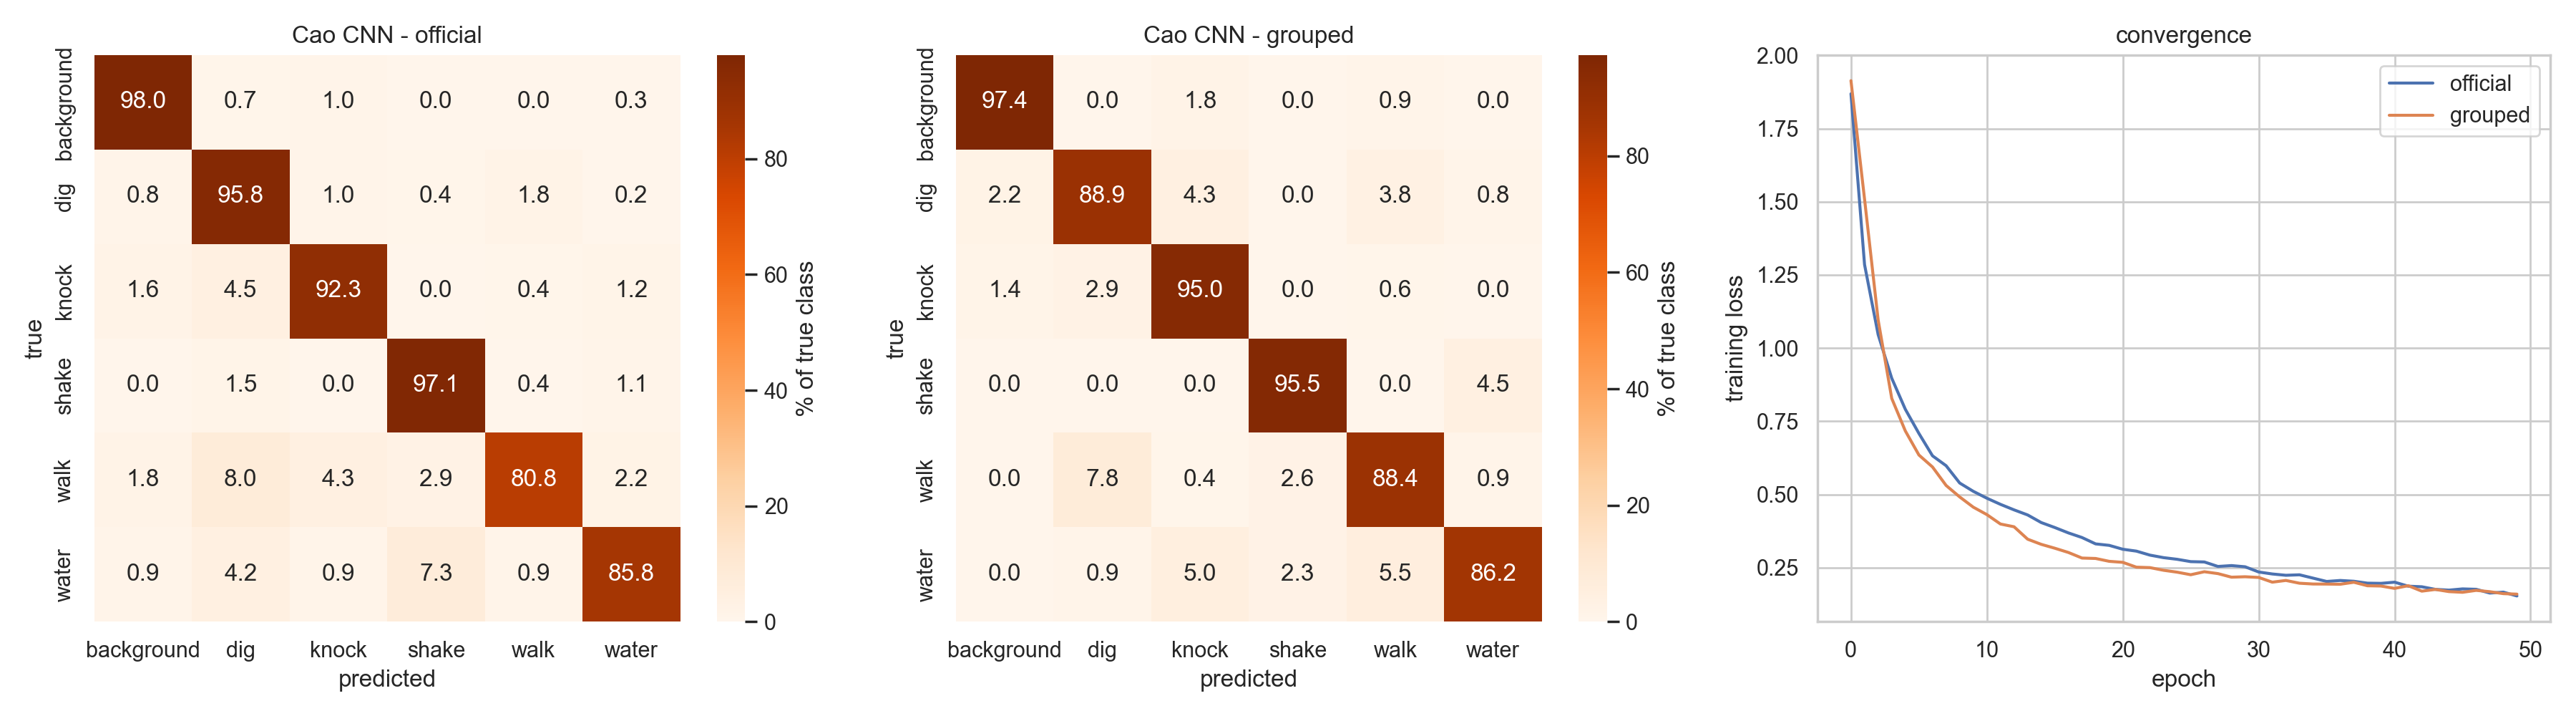 Cao CNN - official
true
background 98.0 0.7 1.0 0.0 0.0 0.3
dig 0.8 95.8 1.0 0.4 1.8 0.2
knock 1.6 4.5 92.3 0.0 0.4 1.2
shake 0.0 1.5 0.0 97.1 0.4 1.1
walk 1.8 8.0 4.3 2.9 80.8 2.2
water 0.9 4.2 0.9 7.3 0.9 85.8
background dig knock shake walk water
predicted
80
60
40
20
0
% of true class
Cao CNN - grouped
true
background 97.4 0.0 1.8 0.0 0.9 0.0
dig 2.2 88.9 4.3 0.0 3.8 0.8
knock 1.4 2.9 95.0 0.0 0.6 0.0
shake 0.0 0.0 0.0 95.5 0.0 4.5
walk 0.0 7.8 0.4 2.6 88.4 0.9
water 0.0 0.9 5.0 2.3 5.5 86.2
background dig knock shake walk water
predicted
80
60
40
20
0
% of true class
convergence
official
grouped
training loss
2.00
1.75
1.50
1.25
1.00
0.75
0.50
0.25
0 10 20 30 40 50
epoch